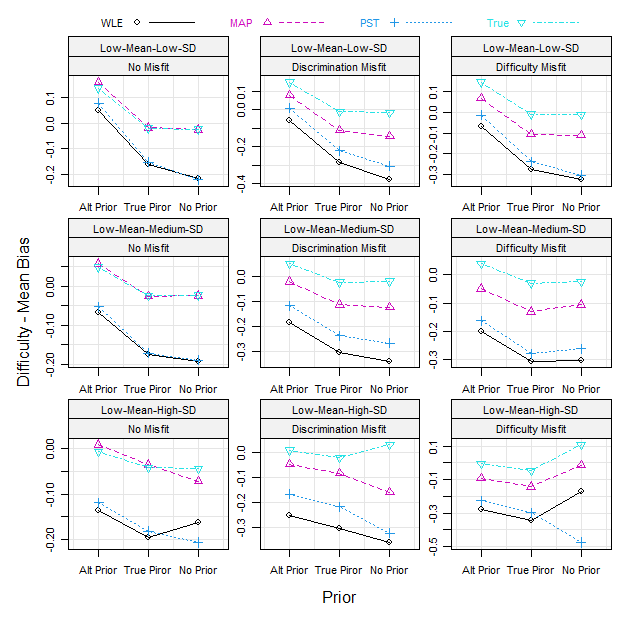 WLE MAP PST True
Low-Mean-Low-SD Low-Mean-Low-SD Low-Mean-Low-SD
No Misfit Discrimination Misfit Difficulty Misfit
0.1 0.0 -0.1 -0.2
0.1 0.0 -0.2 -0.4
0.1 0.0 -0.1 -0.2 -0.3
Alt Prior True Piror No Prior Alt Prior True Piror No Prior Alt Prior True Piror No Prior
Low-Mean-Medium-SD Low-Mean-Medium-SD Low-Mean-Medium-SD
No Misfit Discrimination Misfit Difficulty Misfit
0.00 -0.10 -0.20
0.0 -0.1 -0.2 -0.3
0.0 -0.1 -0.2 -0.3
Alt Prior True Piror No Prior Alt Prior True Piror No Prior Alt Prior True Piror No Prior
Low-Mean-High-SD Low-Mean-High-SD Low-Mean-High-SD
No Misfit Discrimination Misfit Difficulty Misfit
0.00 -0.10 -0.20
0.0 -0.1 -0.2 -0.3
0.1 -0.1 -0.3 -0.5
Alt Prior True Piror No Prior Alt Prior True Piror No Prior Alt Prior True Piror No Prior
Difficulty - Mean Bias
Prior